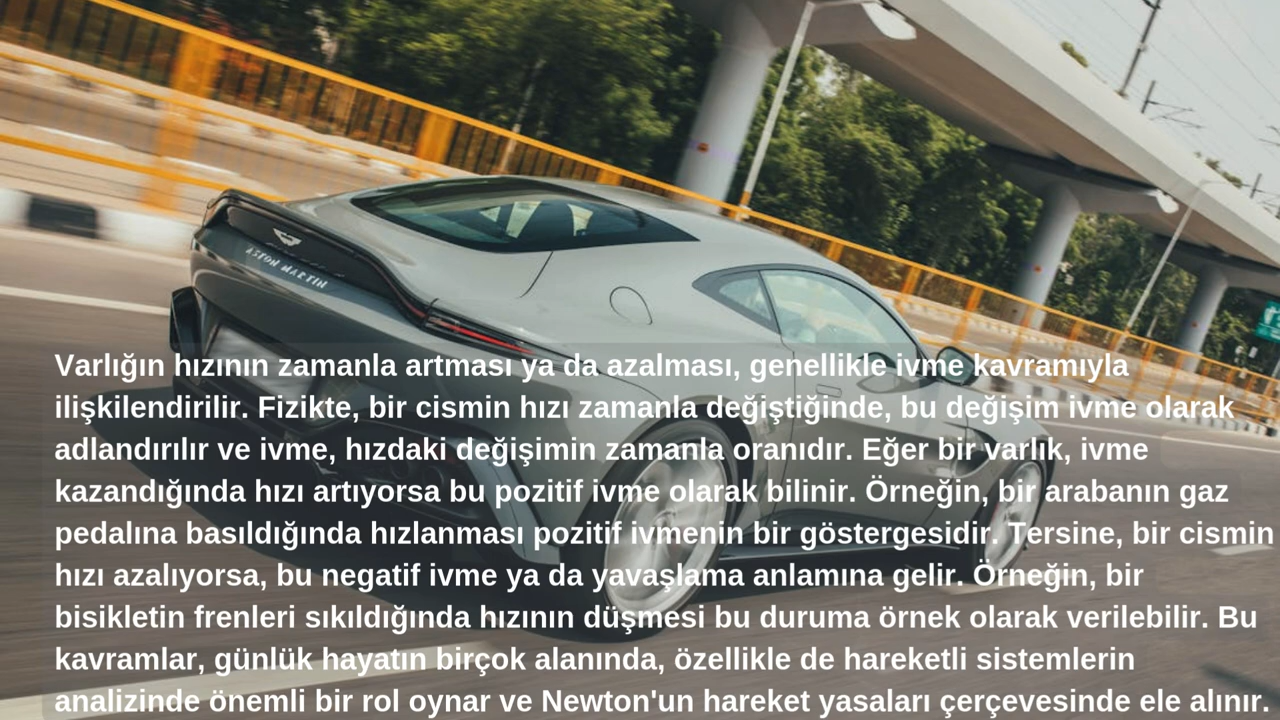 ASTON MARTIN
Varlığın hızının zamanla artması ya da azalması, genellikle ivme kavramıyla
ilişkilendirilir. Fizikte, bir cismin hızı zamanla değiştiğinde, bu değişim ivme olarak
adlandırılır ve ivme, hızdaki değişimin zamanla oranıdır. Eğer bir varlık, ivme
kazandığında hızı artıyorsa bu pozitif ivme olarak bilinir. Örneğin, bir arabanın gaz
pedalına basıldığında hızlanması pozitif ivmenin bir göstergesidir. Tersine, bir cismin
hızı azalıyorsa, bu negatif ivme ya da yavaşlama anlamına gelir. Örneğin, bir
bisikletin frenleri sıkıldığında hızının düşmesi bu duruma örnek olarak verilebilir. Bu
kavramlar, günlük hayatın birçok alanında, özellikle de hareketli sistemlerin
analizinde önemli bir rol oynar ve Newton'un hareket yasaları çerçevesinde ele alınır.